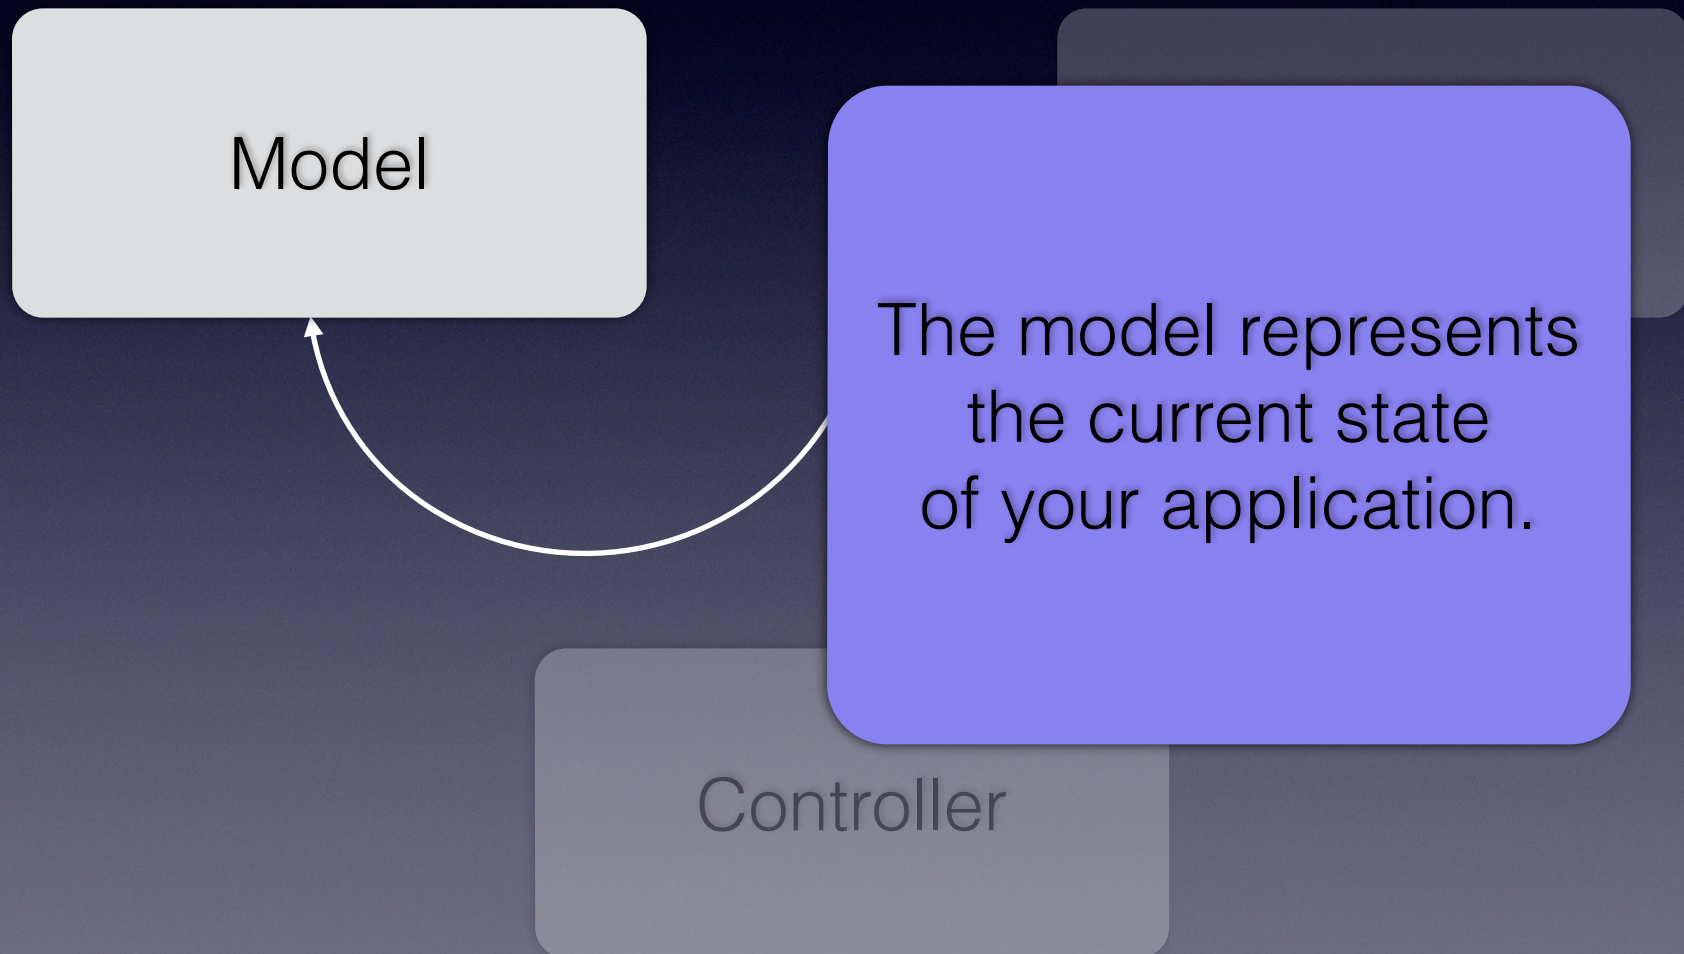 Model
The model represents
the current state
of your application.
Controller